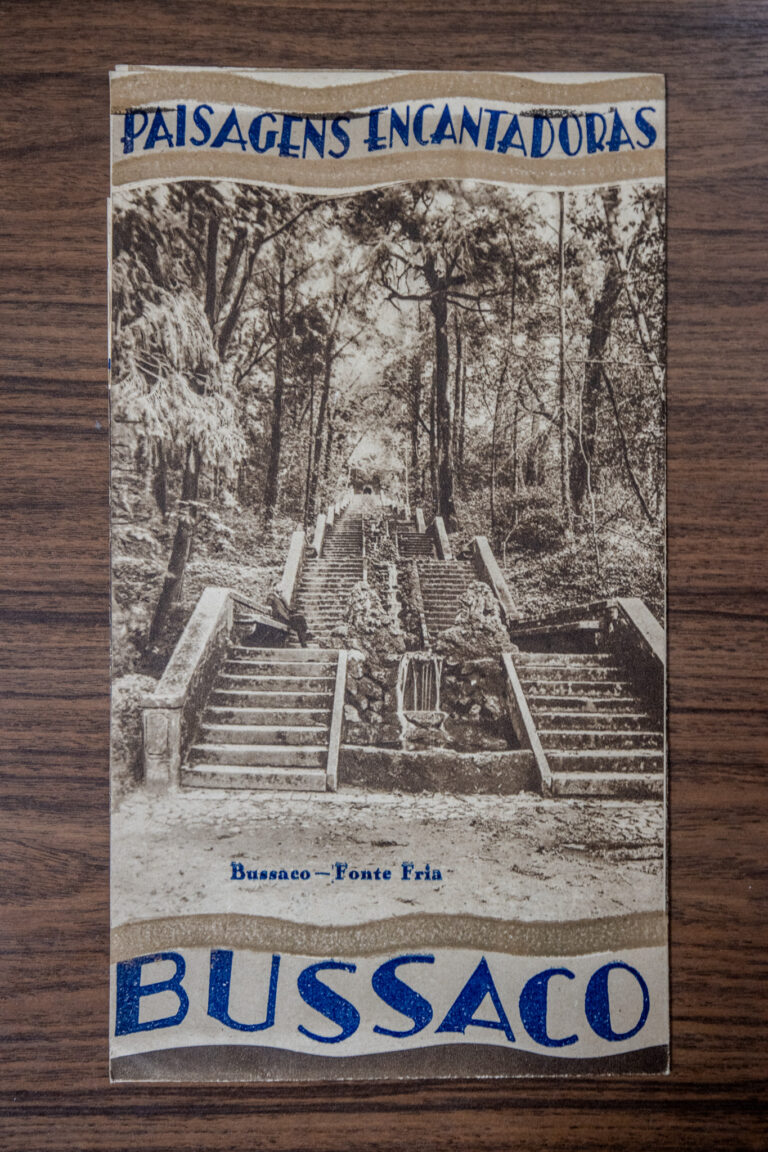 PAISAGENS ENCANTADORAS
Bussaco — Fonte Fria
BUSSACO